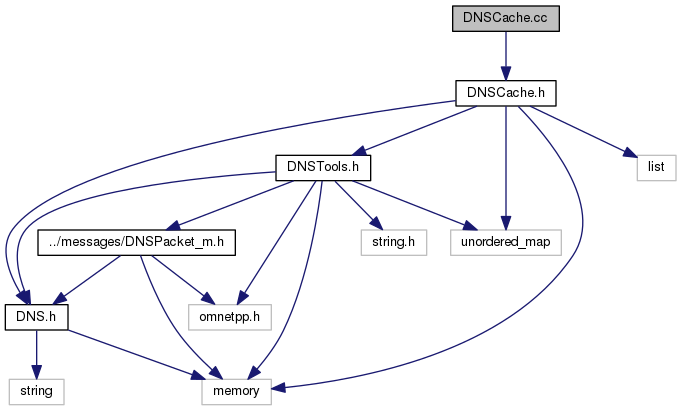 DNSCache.cc
DNSCache.h
DNSTools.h
list
../messages/DNSPacket_m.h
string.h
unordered_map
DNS.h
omnetpp.h
string
memory